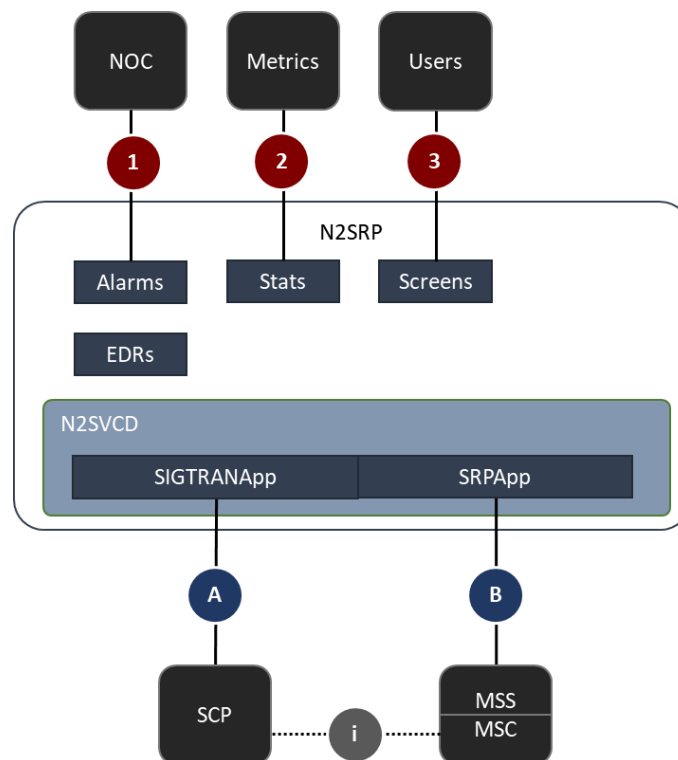 NOC
Metrics
Users
1
2
3
N2SRP
Alarms
Stats
Screens
EDRs
N2SVCD
SIGTRANApp
SRPApp
A
B
SCP
i
MSS
MSC